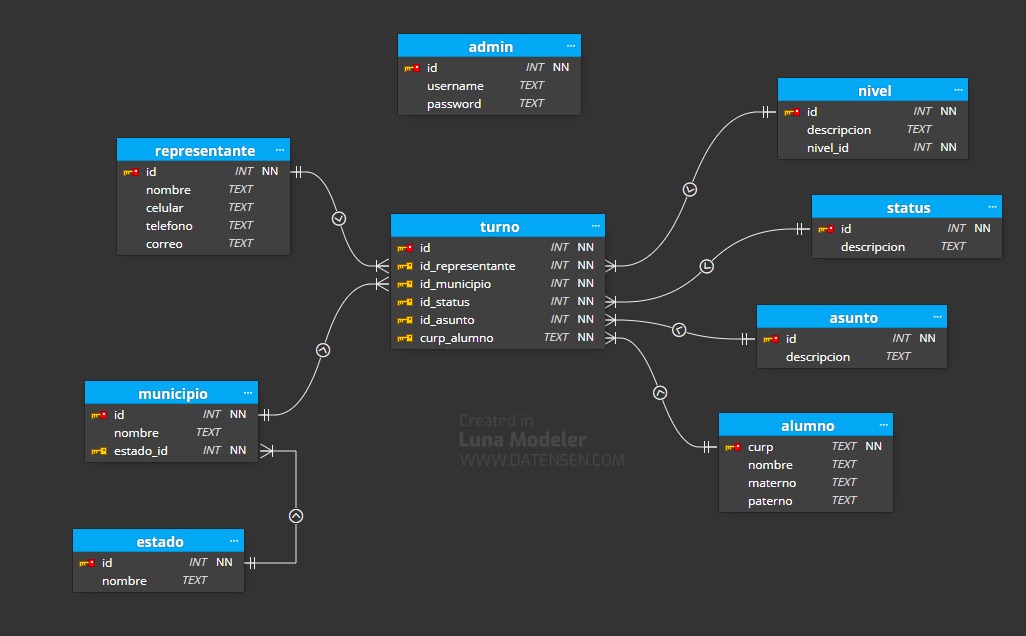 admin ...
id INT NN
username TEXT
password TEXT
nivel ...
id INT NN
descripcion TEXT
nivel_id INT NN
representante ...
id INT NN
nombre TEXT
celular TEXT
telefono TEXT
correo TEXT
status ...
id INT NN
descripcion TEXT
turno ...
id INT NN
id_representante INT NN
id_municipio INT NN
id_status INT NN
id_asunto INT NN
curp_alumno TEXT NN
asunto ...
id INT NN
descripcion TEXT
municipio ...
id INT NN
nombre TEXT
estado_id INT NN
Created in
Luna Modeler
WWW.DATENSEN.COM
alumno ...
curp TEXT NN
nombre TEXT
materno TEXT
paterno TEXT
estado ...
id INT NN
nombre TEXT